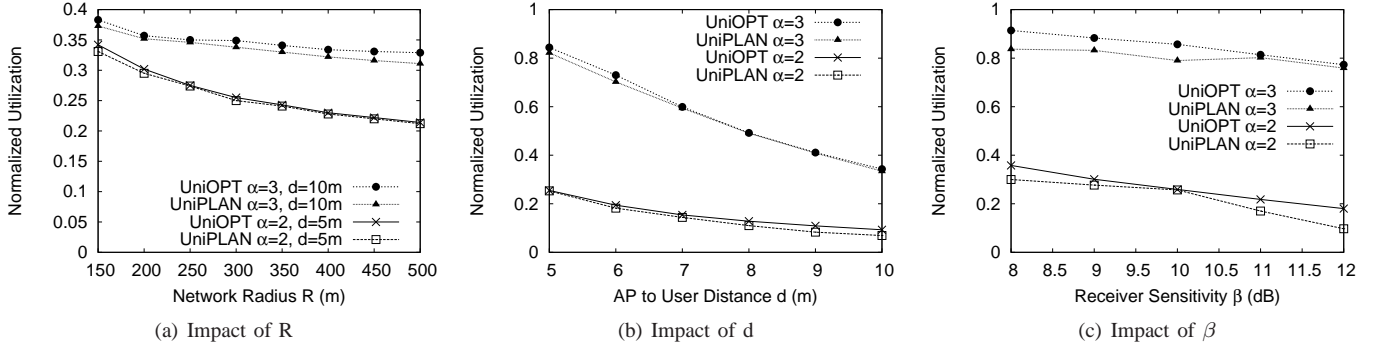 Normalized Utilization
0.4
0.35
0.3
0.25
0.2
0.15
0.1
0.05
0
UniOPT α=3, d=10m
UniPLAN α=3, d=10m
UniOPT α=2, d=5m
UniPLAN α=2, d=5m
150 200 250 300 350 400 450 500
Network Radius R (m)
(a) Impact of R
Normalized Utilization
1
0.8
0.6
0.4
0.2
0
UniOPT α=3
UniPLAN α=3
UniOPT α=2
UniPLAN α=2
5 6 7 8 9 10
AP to User Distance d (m)
(b) Impact of d
Normalized Utilization
1
0.8
0.6
0.4
0.2
0
UniOPT α=3
UniPLAN α=3
UniOPT α=2
UniPLAN α=2
8 8.5 9 9.5 10 10.5 11 11.5 12
Receiver Sensitivity β (dB)
(c) Impact of β